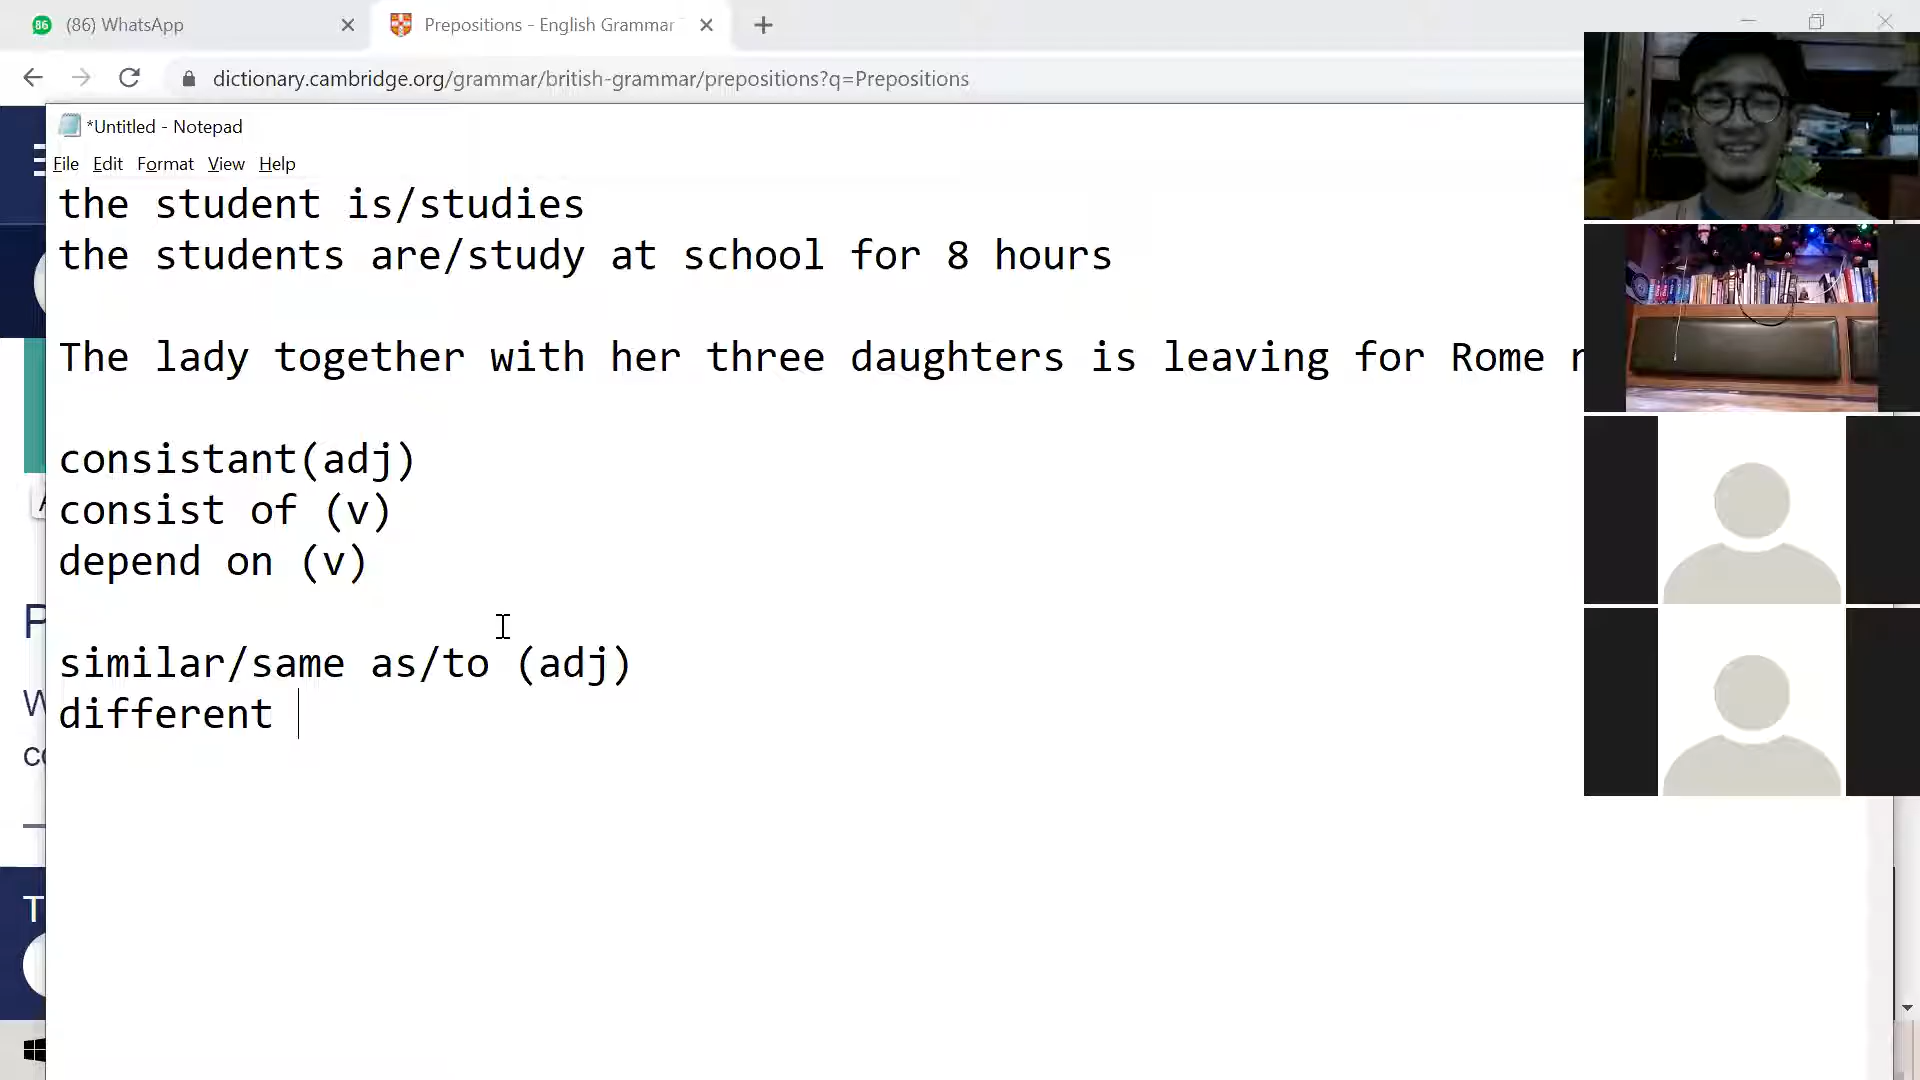 (86) WhatsApp
Prepositions - English Grammar
dictionary.cambridge.org/grammar/british-grammar/prepositions?q=Prepositions
*Untitled - Notepad
File Edit Format View Help
the student is/studies
the students are/study at school for 8 hours
The lady together with her three daughters is leaving for Rome
consistant(adj)
consist of (v)
depend on (v)
similar/same as/to (adj)
different